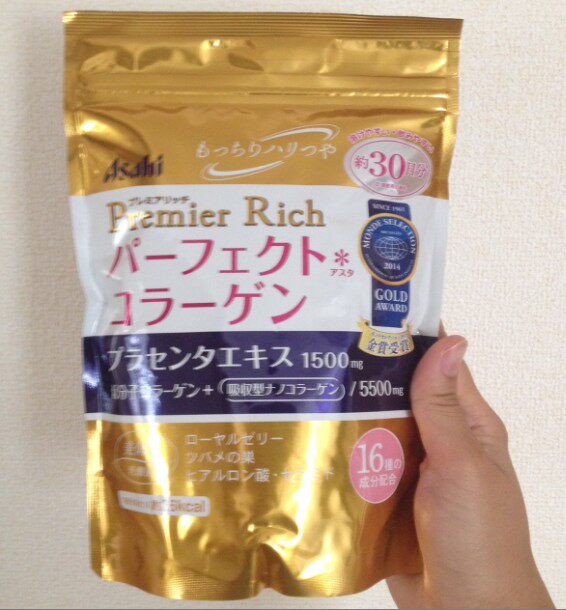 もっちりハリつや
Asahi
約30日分
プレミアリッチ
Premier Rich
パーフェクト*
アスタ
コラーゲン
SINCE 1961
MONDE SELECTION
2014
GOLD
AWARD
金賞受賞
プラセンタエキス 1500mg
低分子コラーゲン+ 吸収型ナノコラーゲン / 5500mg
ローヤルゼリー
ツバメの巣
ヒアルロン酸・セラミド
16種の
成分配合
kcal